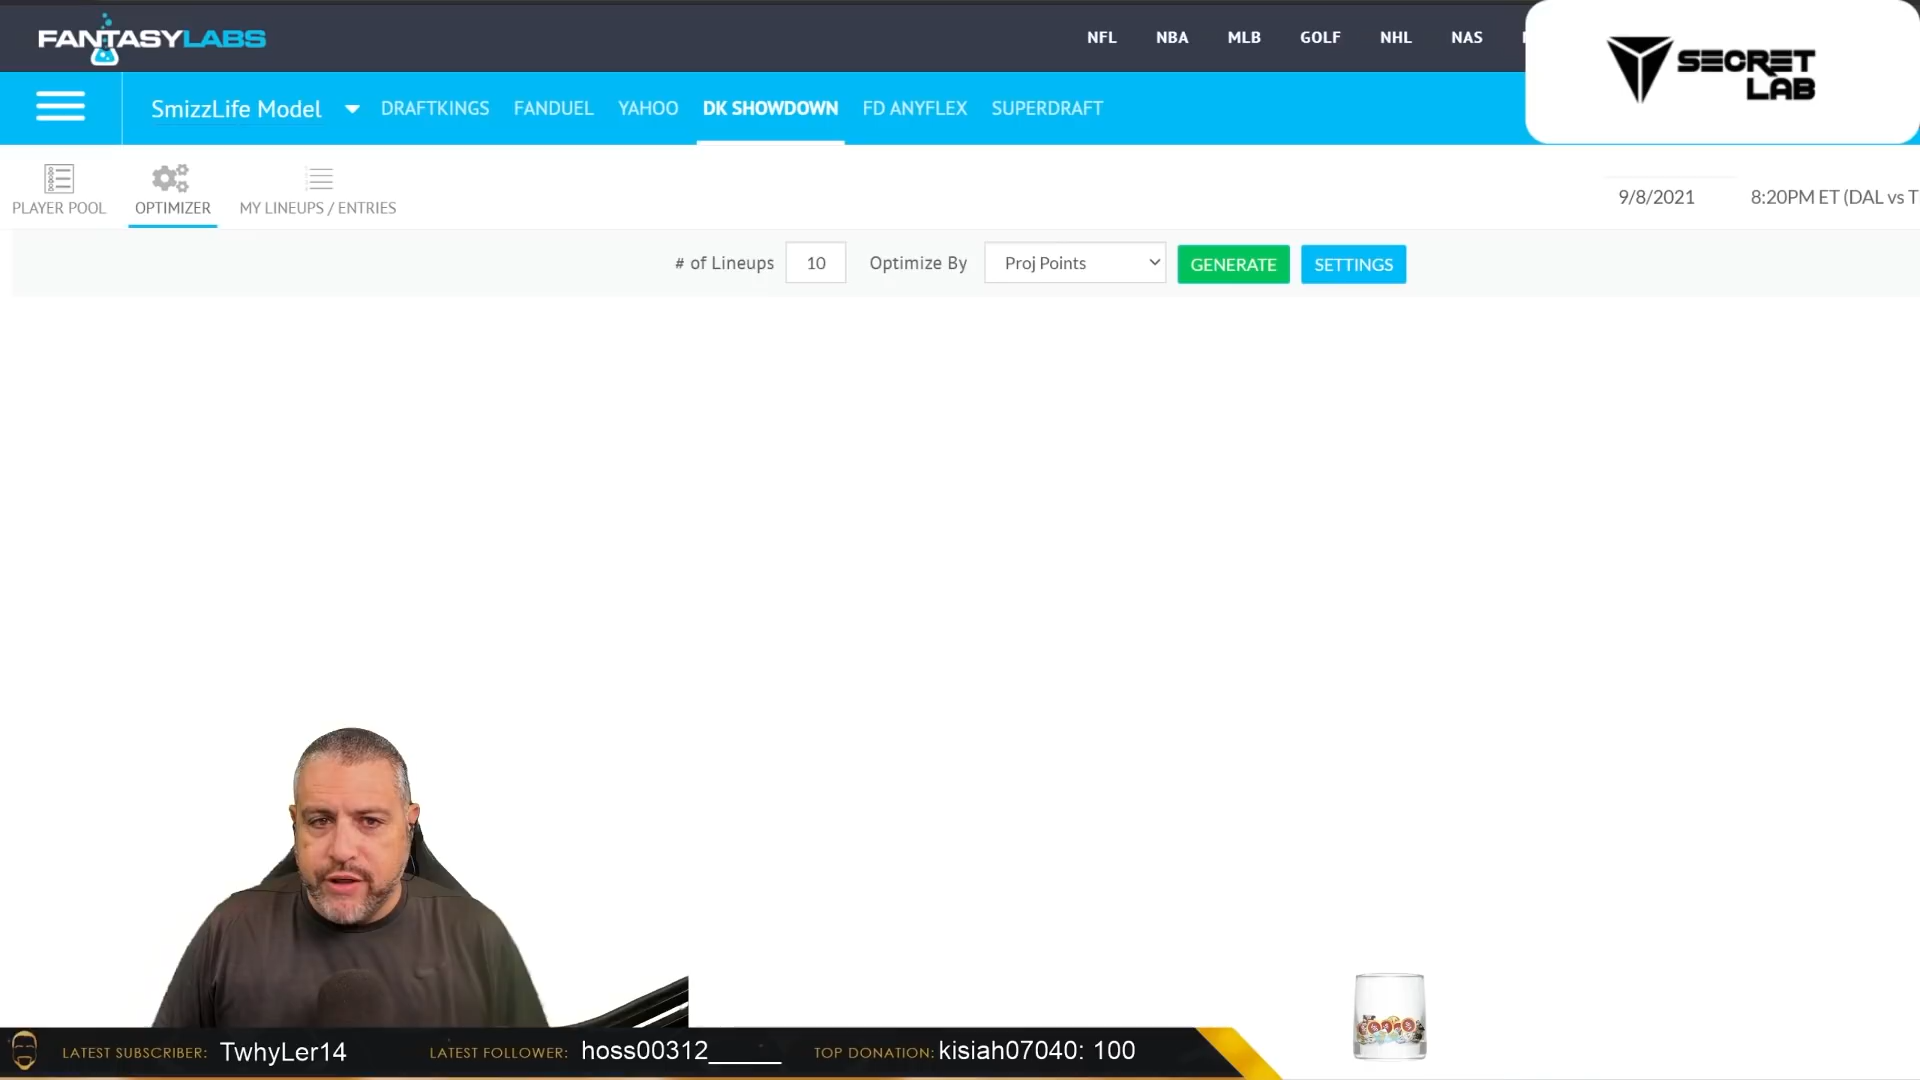 FANTASYLABS
NFL
NBA
MLB
GOLF
NHL
NAS
SECRET
LAB
SmizzLife Model
DRAFTKINGS
FANDUEL
YAHOO
DK SHOWDOWN
FD ANYFLEX
SUPERDRAFT
PLAYER POOL
OPTIMIZER
MY LINEUPS / ENTRIES
9/8/2021
8:20PM ET (DAL vs T
# of Lineups
10
Optimize By
Proj Points
GENERATE
SETTINGS
LATEST SUBSCRIBER: TwhyLer14
LATEST FOLLOWER: hoss00312_____
TOP DONATION: kisiah07040: 100